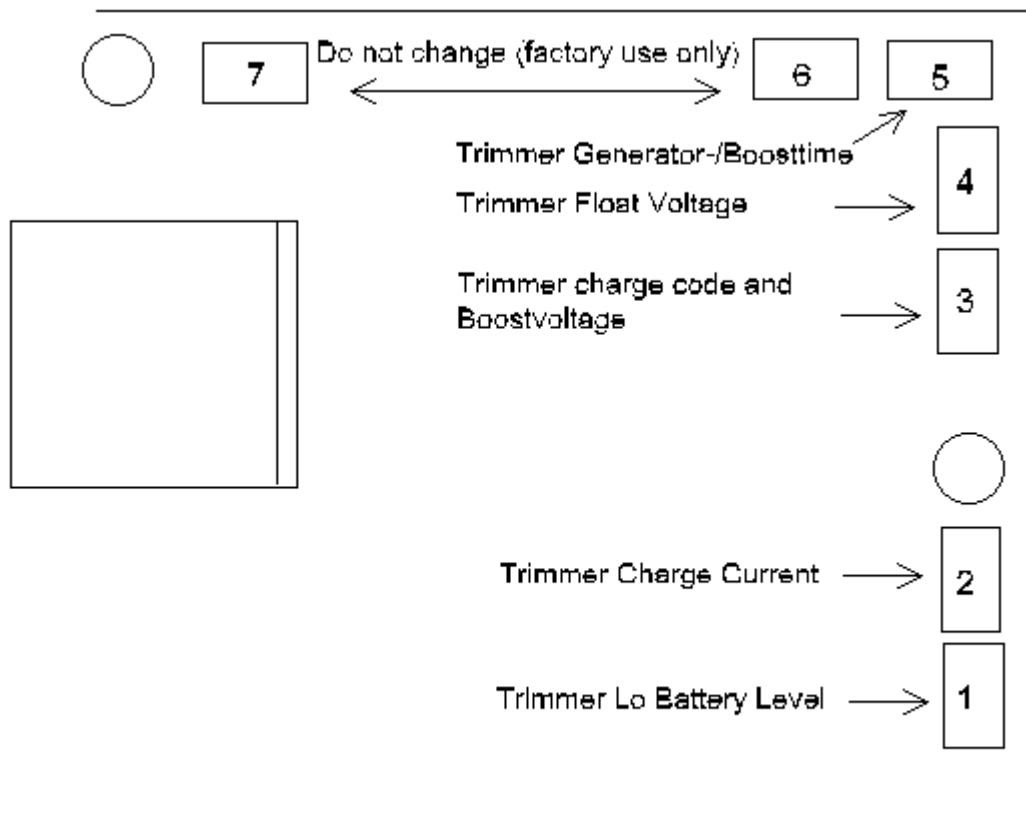 7
Do not change (factory use only)
6
5
Trimmer Generator-/Boosttime
4
Trimmer Float Voltage
Trimmer charge code and
Boostvoltage
3
Trimmer Charge Current
2
Trimmer Lo Battery Level
1